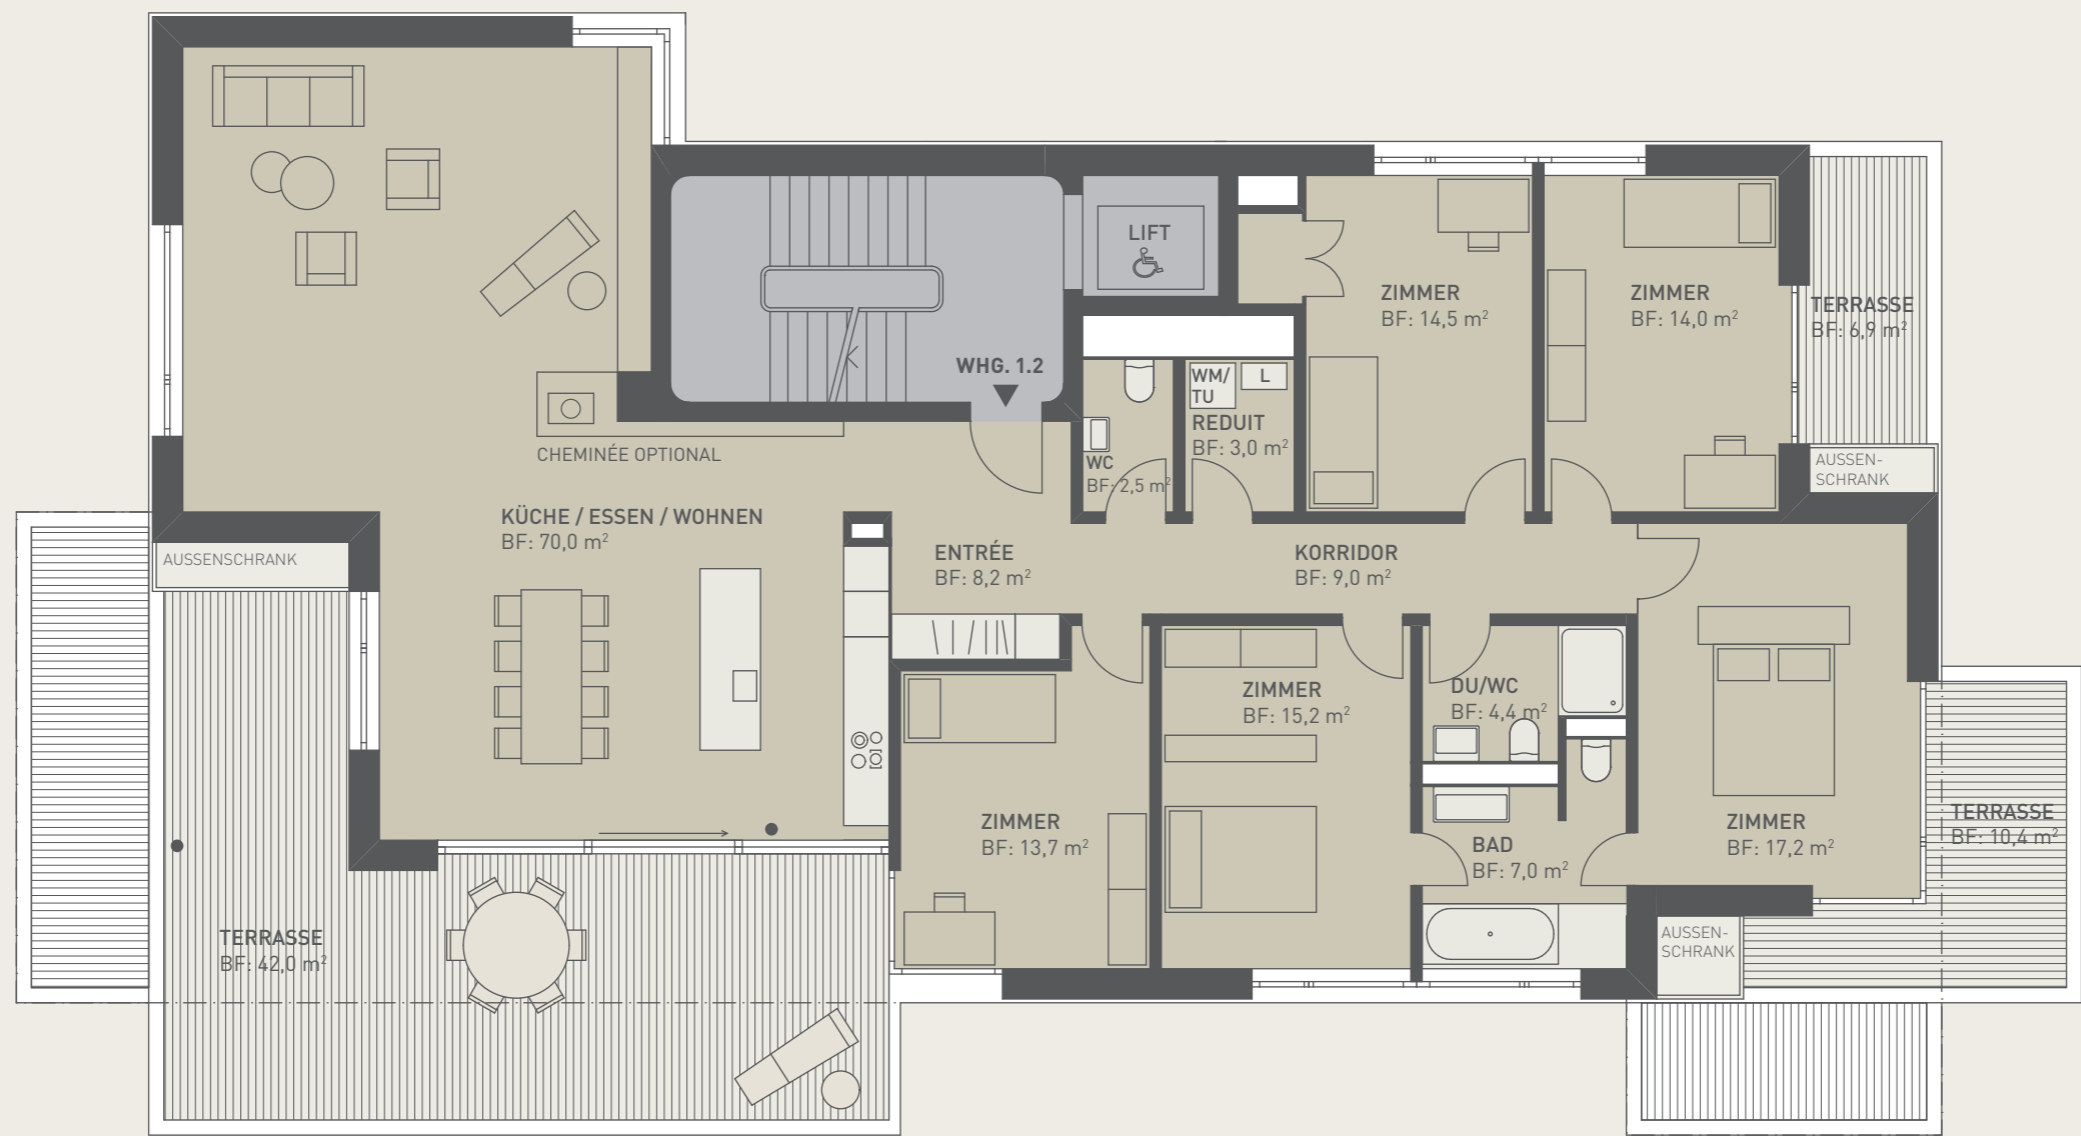 LIFT
ZIMMER
BF: 14,5 m²
ZIMMER
BF: 14,0 m²
TERRASSE
BF: 6,9 m²
WHG. 1.2
WM/
TU
L
REDUIT
BF: 3,0 m²
WC
BF: 2,5 m²
CHEMINÉE OPTIONAL
AUSSEN-
SCHRANK
KÜCHE / ESSEN / WOHNEN
BF: 70,0 m²
AUSSENSCHRANK
ENTRÉE
BF: 8,2 m²
KORRIDOR
BF: 9,0 m²
ZIMMER
BF: 15,2 m²
DU/WC
BF: 4,4 m²
ZIMMER
BF: 13,7 m²
BAD
BF: 7,0 m²
ZIMMER
BF: 17,2 m²
TERRASSE
BF: 10,4 m²
TERRASSE
BF: 42,0 m²
AUSSEN-
SCHRANK